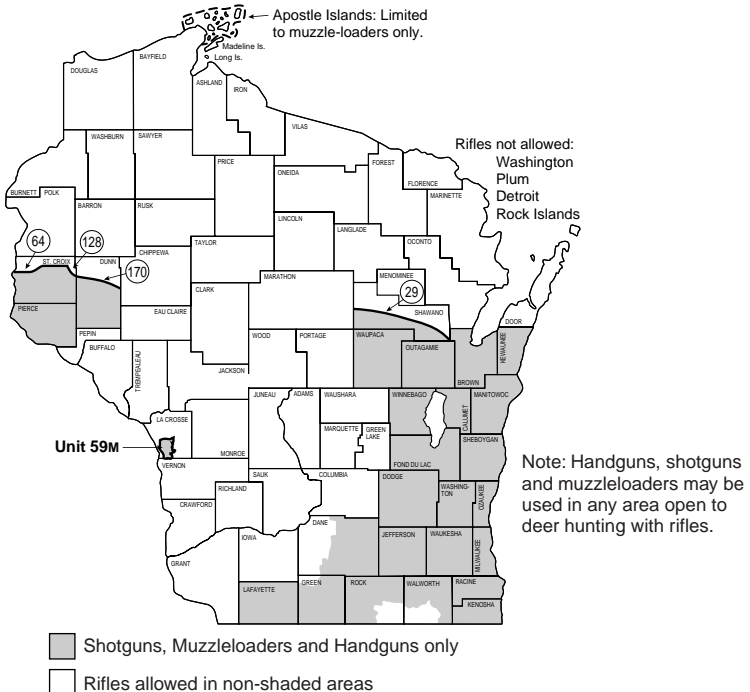 Apostle Islands: Limited
to muzzle-loaders only.
Madeline Is.
Long Is.
BAYFIELD
DOUGLAS
ASHLAND
IRON
VILAS
WASHBURN
SAWYER
Rifles not allowed:
Washington
Plum
Detroit
Rock Islands
PRICE
FOREST
ONEIDA
FLORENCE
BURNETT
POLK
MARINETTE
BARRON
RUSK
LINCOLN
LANGLADE
64
128
TAYLOR
OCONTO
CHIPPEWA
ST. CROIX
DUNN
170
MENOMINEE
MARATHON
29
CLARK
PIERCE
EAU CLAIRE
SHAWANO
DOOR
PEPIN
WOOD
PORTAGE
WAUPACA
KEWAUNEE
BUFFALO
OUTAGAMIE
TREMPEALEAU
JACKSON
BROWN
JUNEAU
ADAMS
WAUSHARA
WINNEBAGO
MANITOWOC
CALUMET
LA CROSSE
MARQUETTE
GREEN
LAKE
SHEBOYGAN
Unit 59M
MONROE
VERNON
FOND DU LAC
Note: Handguns, shotguns
and muzzleloaders may be
used in any area open to
deer hunting with rifles.
SAUK
COLUMBIA
DODGE
RICHLAND
WASHING-
TON
OZAUKEE
CRAWFORD
DANE
IOWA
JEFFERSON
WAUKESHA
MILWAUKEE
GRANT
LAFAYETTE
GREEN
ROCK
WALWORTH
RACINE
KENOSHA
Shotguns, Muzzleloaders and Handguns only
Rifles allowed in non-shaded areas